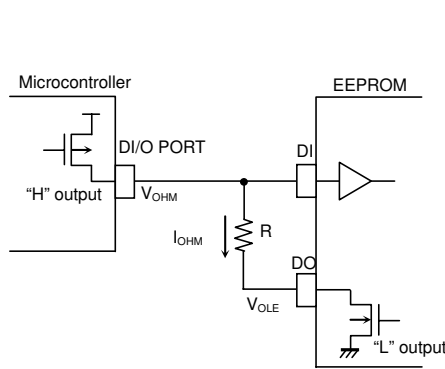 Microcontroller
EEPROM
DI/O PORT
DI
“H” output
VOHM
IOHM
R
DO
VOLE
“L” output